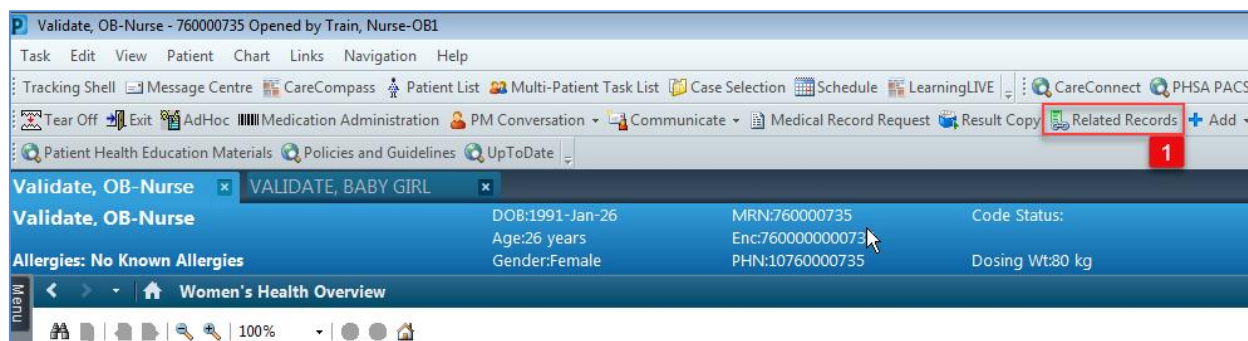 Validate, OB-Nurse - 760000735 Opened by Train, Nurse-OB1
Task Edit View Patient Chart Links Navigation Help
Tracking Shell Message Centre CareCompass Patient List Multi-Patient Task List Case Selection Schedule LearningLIVE CareConnect PHSA PACS
Tear Off Exit AdHoc Medication Administration PM Conversation Communicate Medical Record Request Result Copy Related Records Add
1
Patient Health Education Materials Policies and Guidelines UpToDate
Validate, OB-Nurse VALIDATE, BABY GIRL
Validate, OB-Nurse DOB:1991-Jan-26 MRN:760000735 Code Status:
Age:26 years Enc:7600000000073
Allergies: No Known Allergies Gender:Female PHN:10760000735 Dosing Wt:80 kg
Menu
Women's Health Overview
100%